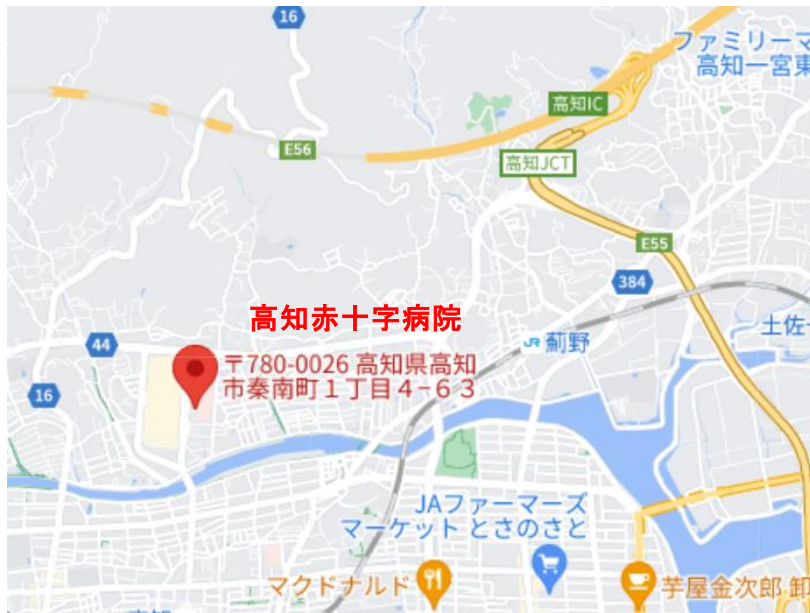 16
ファミリーマ
高知一宮東
高知IC
E56
高知JCT
E55
384
高知赤十字病院
土佐
44
JR 薊野
〒780-0026 高知県高知
市秦南町1丁目4-63
16
JAファーマーズ
マーケット とさのさと
マクドナルド
芋屋金次郎 卸